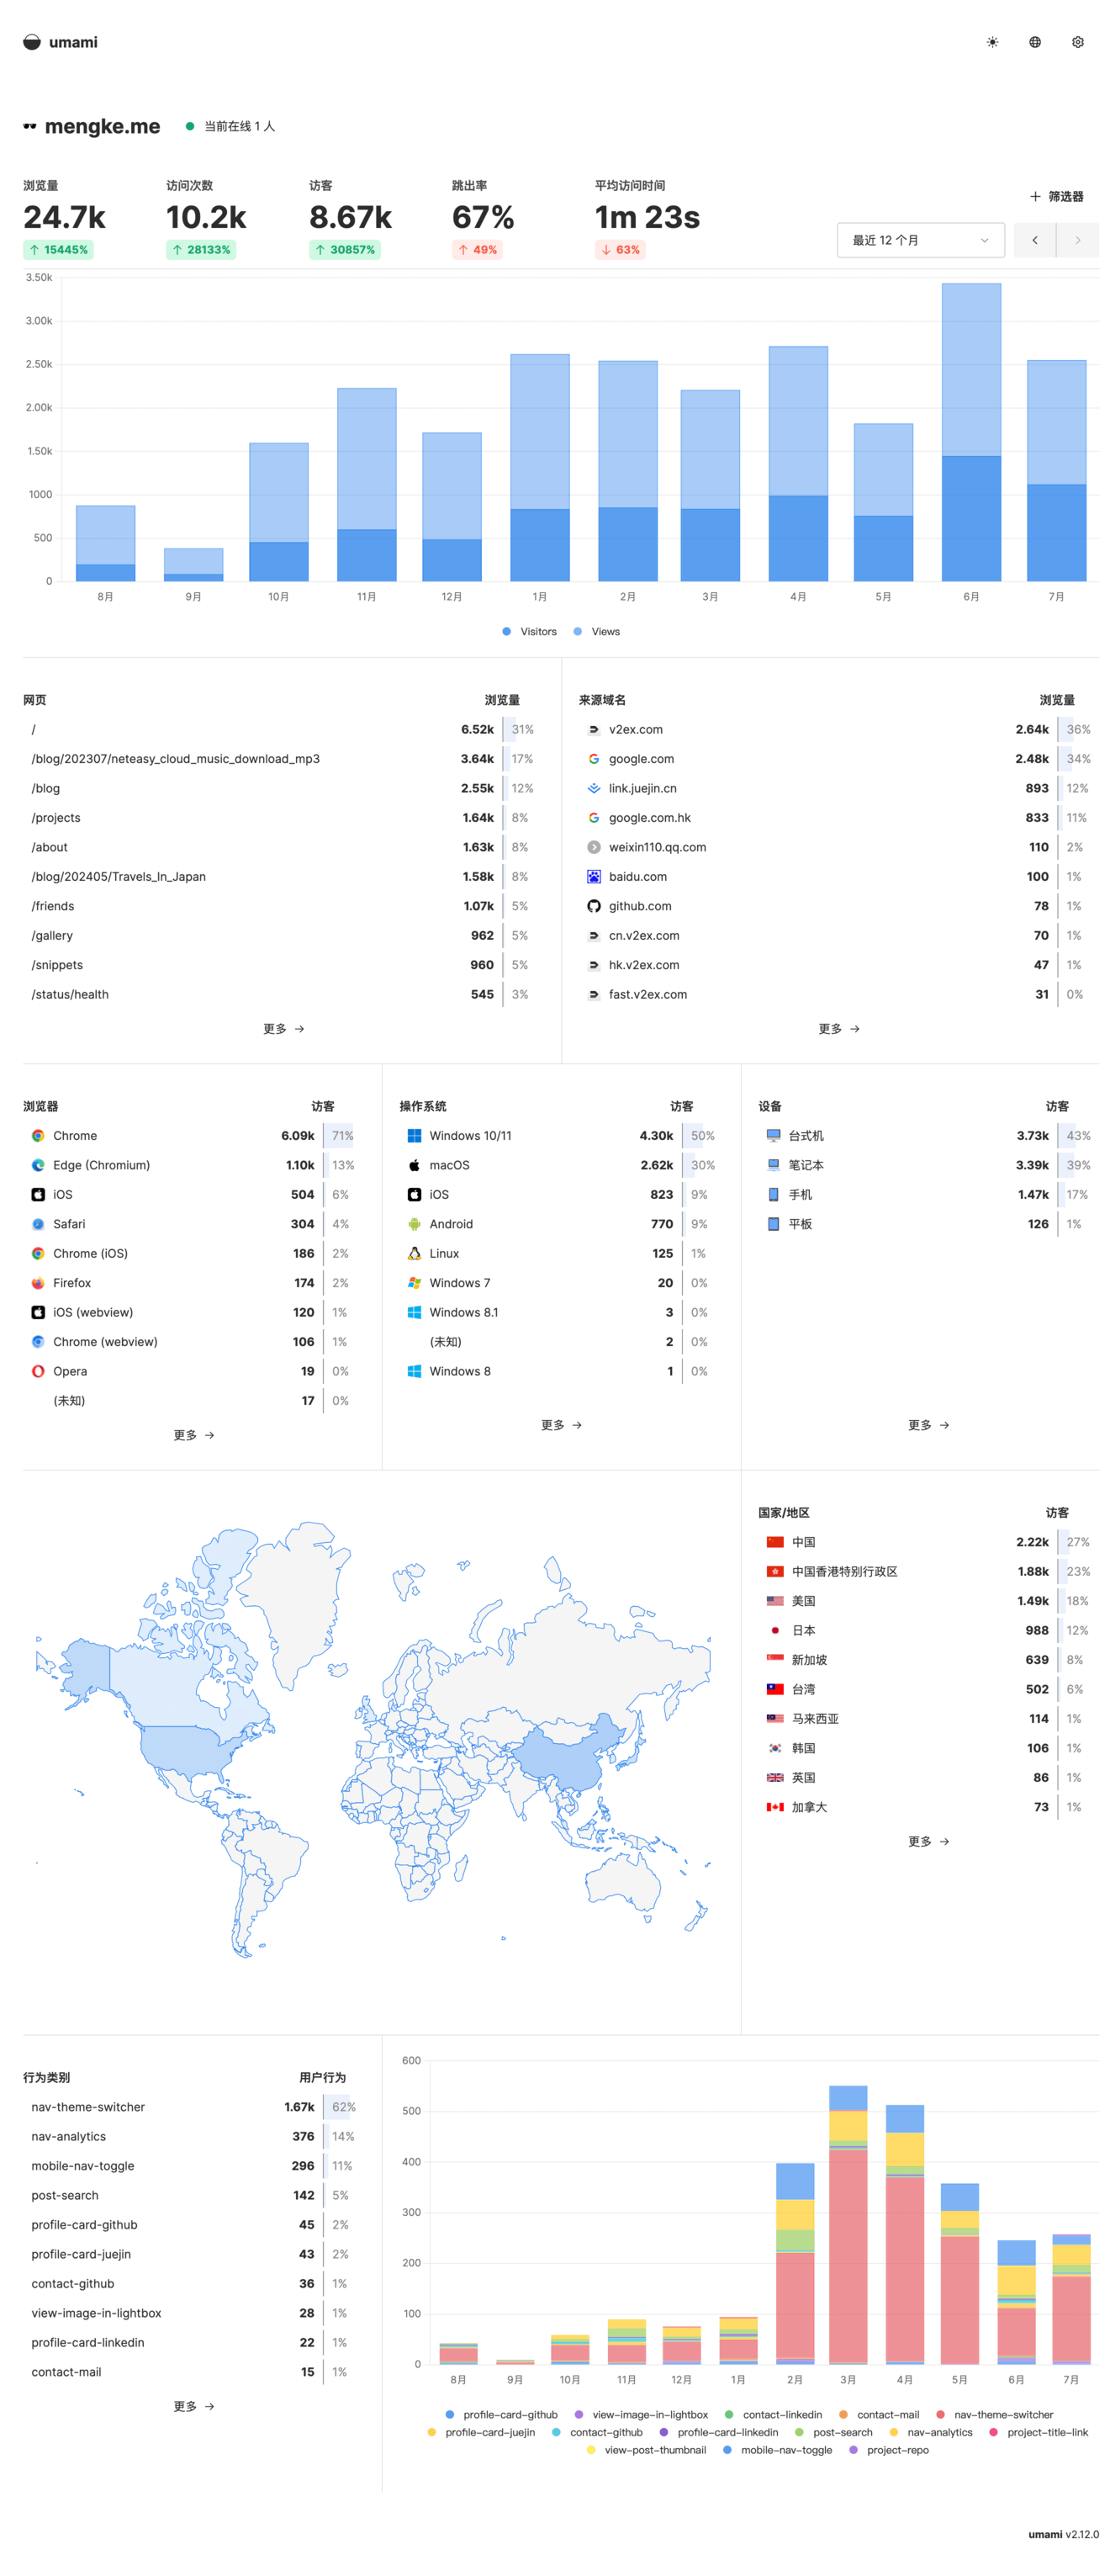 umami
mengke.me 当前在线 1 人
浏览量 访问次数 访客 跳出率 平均访问时间
24.7k 10.2k 8.67k 67% 1m 23s
↑ 15445% ↑ 28133% ↑ 30857% ↑ 49% ↓ 63%
+ 筛选器
最近 12 个月
3.50k
3.00k
2.50k
2.00k
1.50k
1000
500
0
8月 9月 10月 11月 12月 1月 2月 3月 4月 5月 6月 7月
Visitors Views
网页 浏览量
/ 6.52k 31%
/blog/202307/neteasy_cloud_music_download_mp3 3.64k 17%
/blog 2.55k 12%
/projects 1.64k 8%
/about 1.63k 8%
/blog/202405/Travels_In_Japan 1.58k 8%
/friends 1.07k 5%
/gallery 962 5%
/snippets 960 5%
/status/health 545 3%
更多 →
来源域名 浏览量
v2ex.com 2.64k 36%
google.com 2.48k 34%
link.juejin.cn 893 12%
google.com.hk 833 11%
weixin110.qq.com 110 2%
baidu.com 100 1%
github.com 78 1%
cn.v2ex.com 70 1%
hk.v2ex.com 47 1%
fast.v2ex.com 31 0%
更多 →
浏览器 访客
Chrome 6.09k 71%
Edge (Chromium) 1.10k 13%
iOS 504 6%
Safari 304 4%
Chrome (iOS) 186 2%
Firefox 174 2%
iOS (webview) 120 1%
Chrome (webview) 106 1%
Opera 19 0%
(未知) 17 0%
更多 →
操作系统 访客
Windows 10/11 4.30k 50%
macOS 2.62k 30%
iOS 823 9%
Android 770 9%
Linux 125 1%
Windows 7 20 0%
Windows 8.1 3 0%
(未知) 2 0%
Windows 8 1 0%
更多 →
设备 访客
台式机 3.73k 43%
笔记本 3.39k 39%
手机 1.47k 17%
平板 126 1%
更多 →
国家/地区 访客
中国 2.22k 27%
中国香港特别行政区 1.88k 23%
美国 1.49k 18%
日本 988 12%
新加坡 639 8%
台湾 502 6%
马来西亚 114 1%
韩国 106 1%
英国 86 1%
加拿大 73 1%
更多 →
行为类别 用户行为
nav-theme-switcher 1.67k 62%
nav-analytics 376 14%
mobile-nav-toggle 296 11%
post-search 142 5%
profile-card-github 45 2%
profile-card-juejin 43 2%
contact-github 36 1%
view-image-in-lightbox 28 1%
profile-card-linkedin 22 1%
contact-mail 15 1%
更多 →
600
500
400
300
200
100
0
8月 9月 10月 11月 12月 1月 2月 3月 4月 5月 6月 7月
profile-card-github view-image-in-lightbox contact-linkedin contact-mail nav-theme-switcher
profile-card-juejin contact-github profile-card-linkedin post-search nav-analytics project-title-link
view-post-thumbnail mobile-nav-toggle project-repo
umami v2.12.0